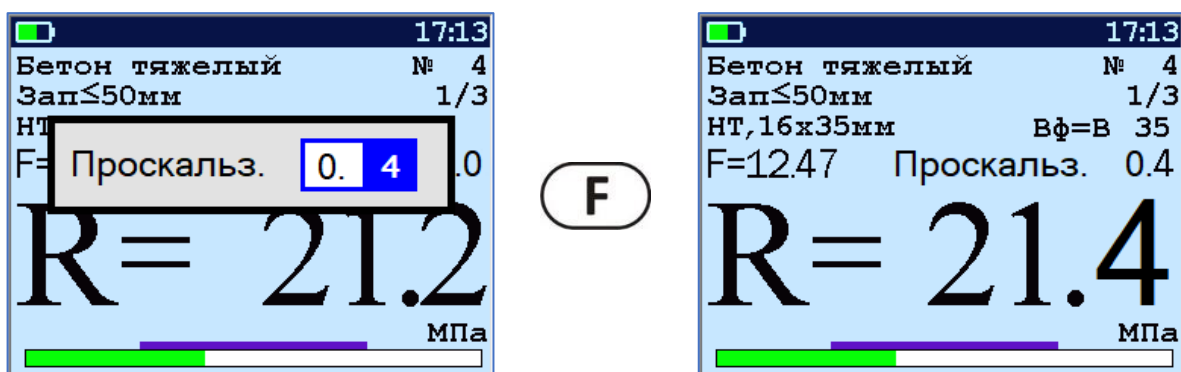 17:13
Бетон тяжелый № 4
Зап≤50мм 1/3
НТ
Проскальз. 0. 4
F= .0
R= 21.2
МПа
F
17:13
Бетон тяжелый № 4
Зап≤50мм 1/3
НТ,16х35мм Вф=В 35
F=12.47 Проскальз. 0.4
R= 21.4
МПа